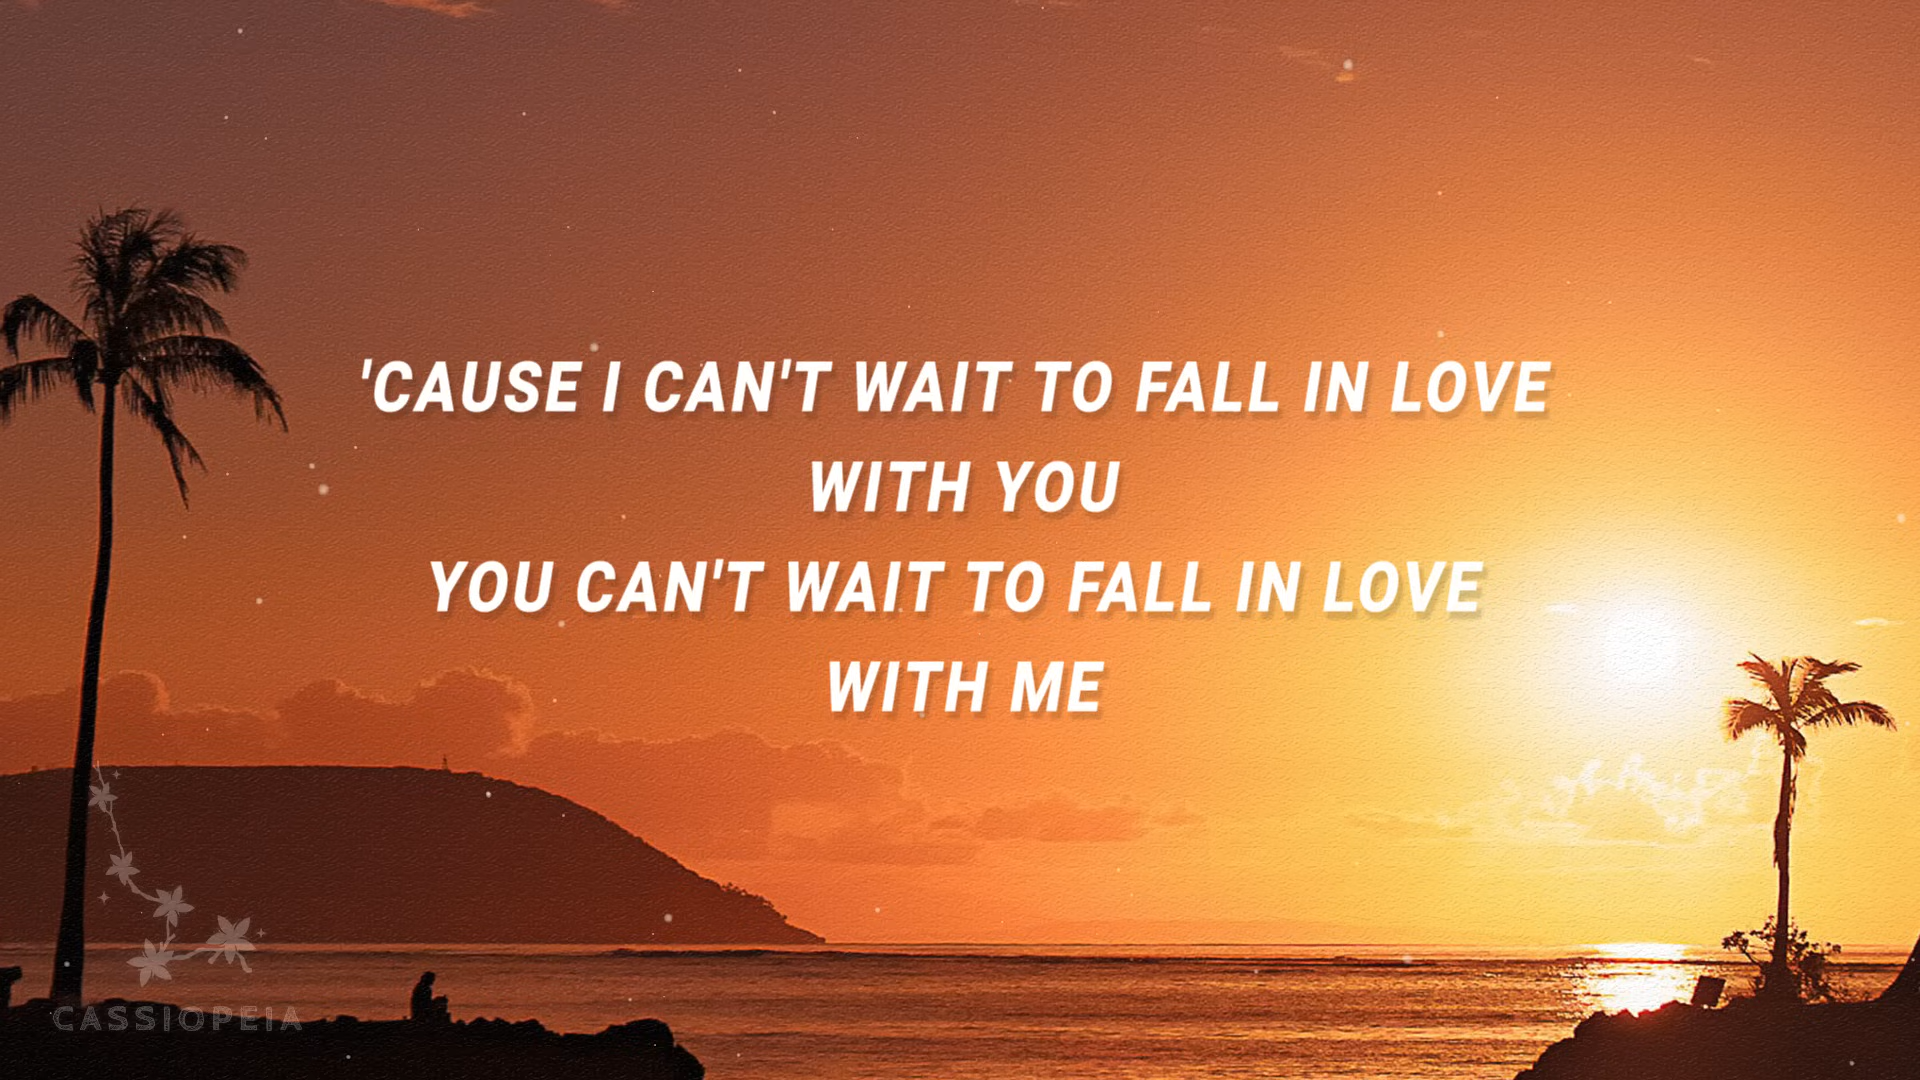 'CAUSE I CAN'T WAIT TO FALL IN LOVE
WITH YOU
YOU CAN'T WAIT TO FALL IN LOVE
WITH ME
CASSIOPEIA